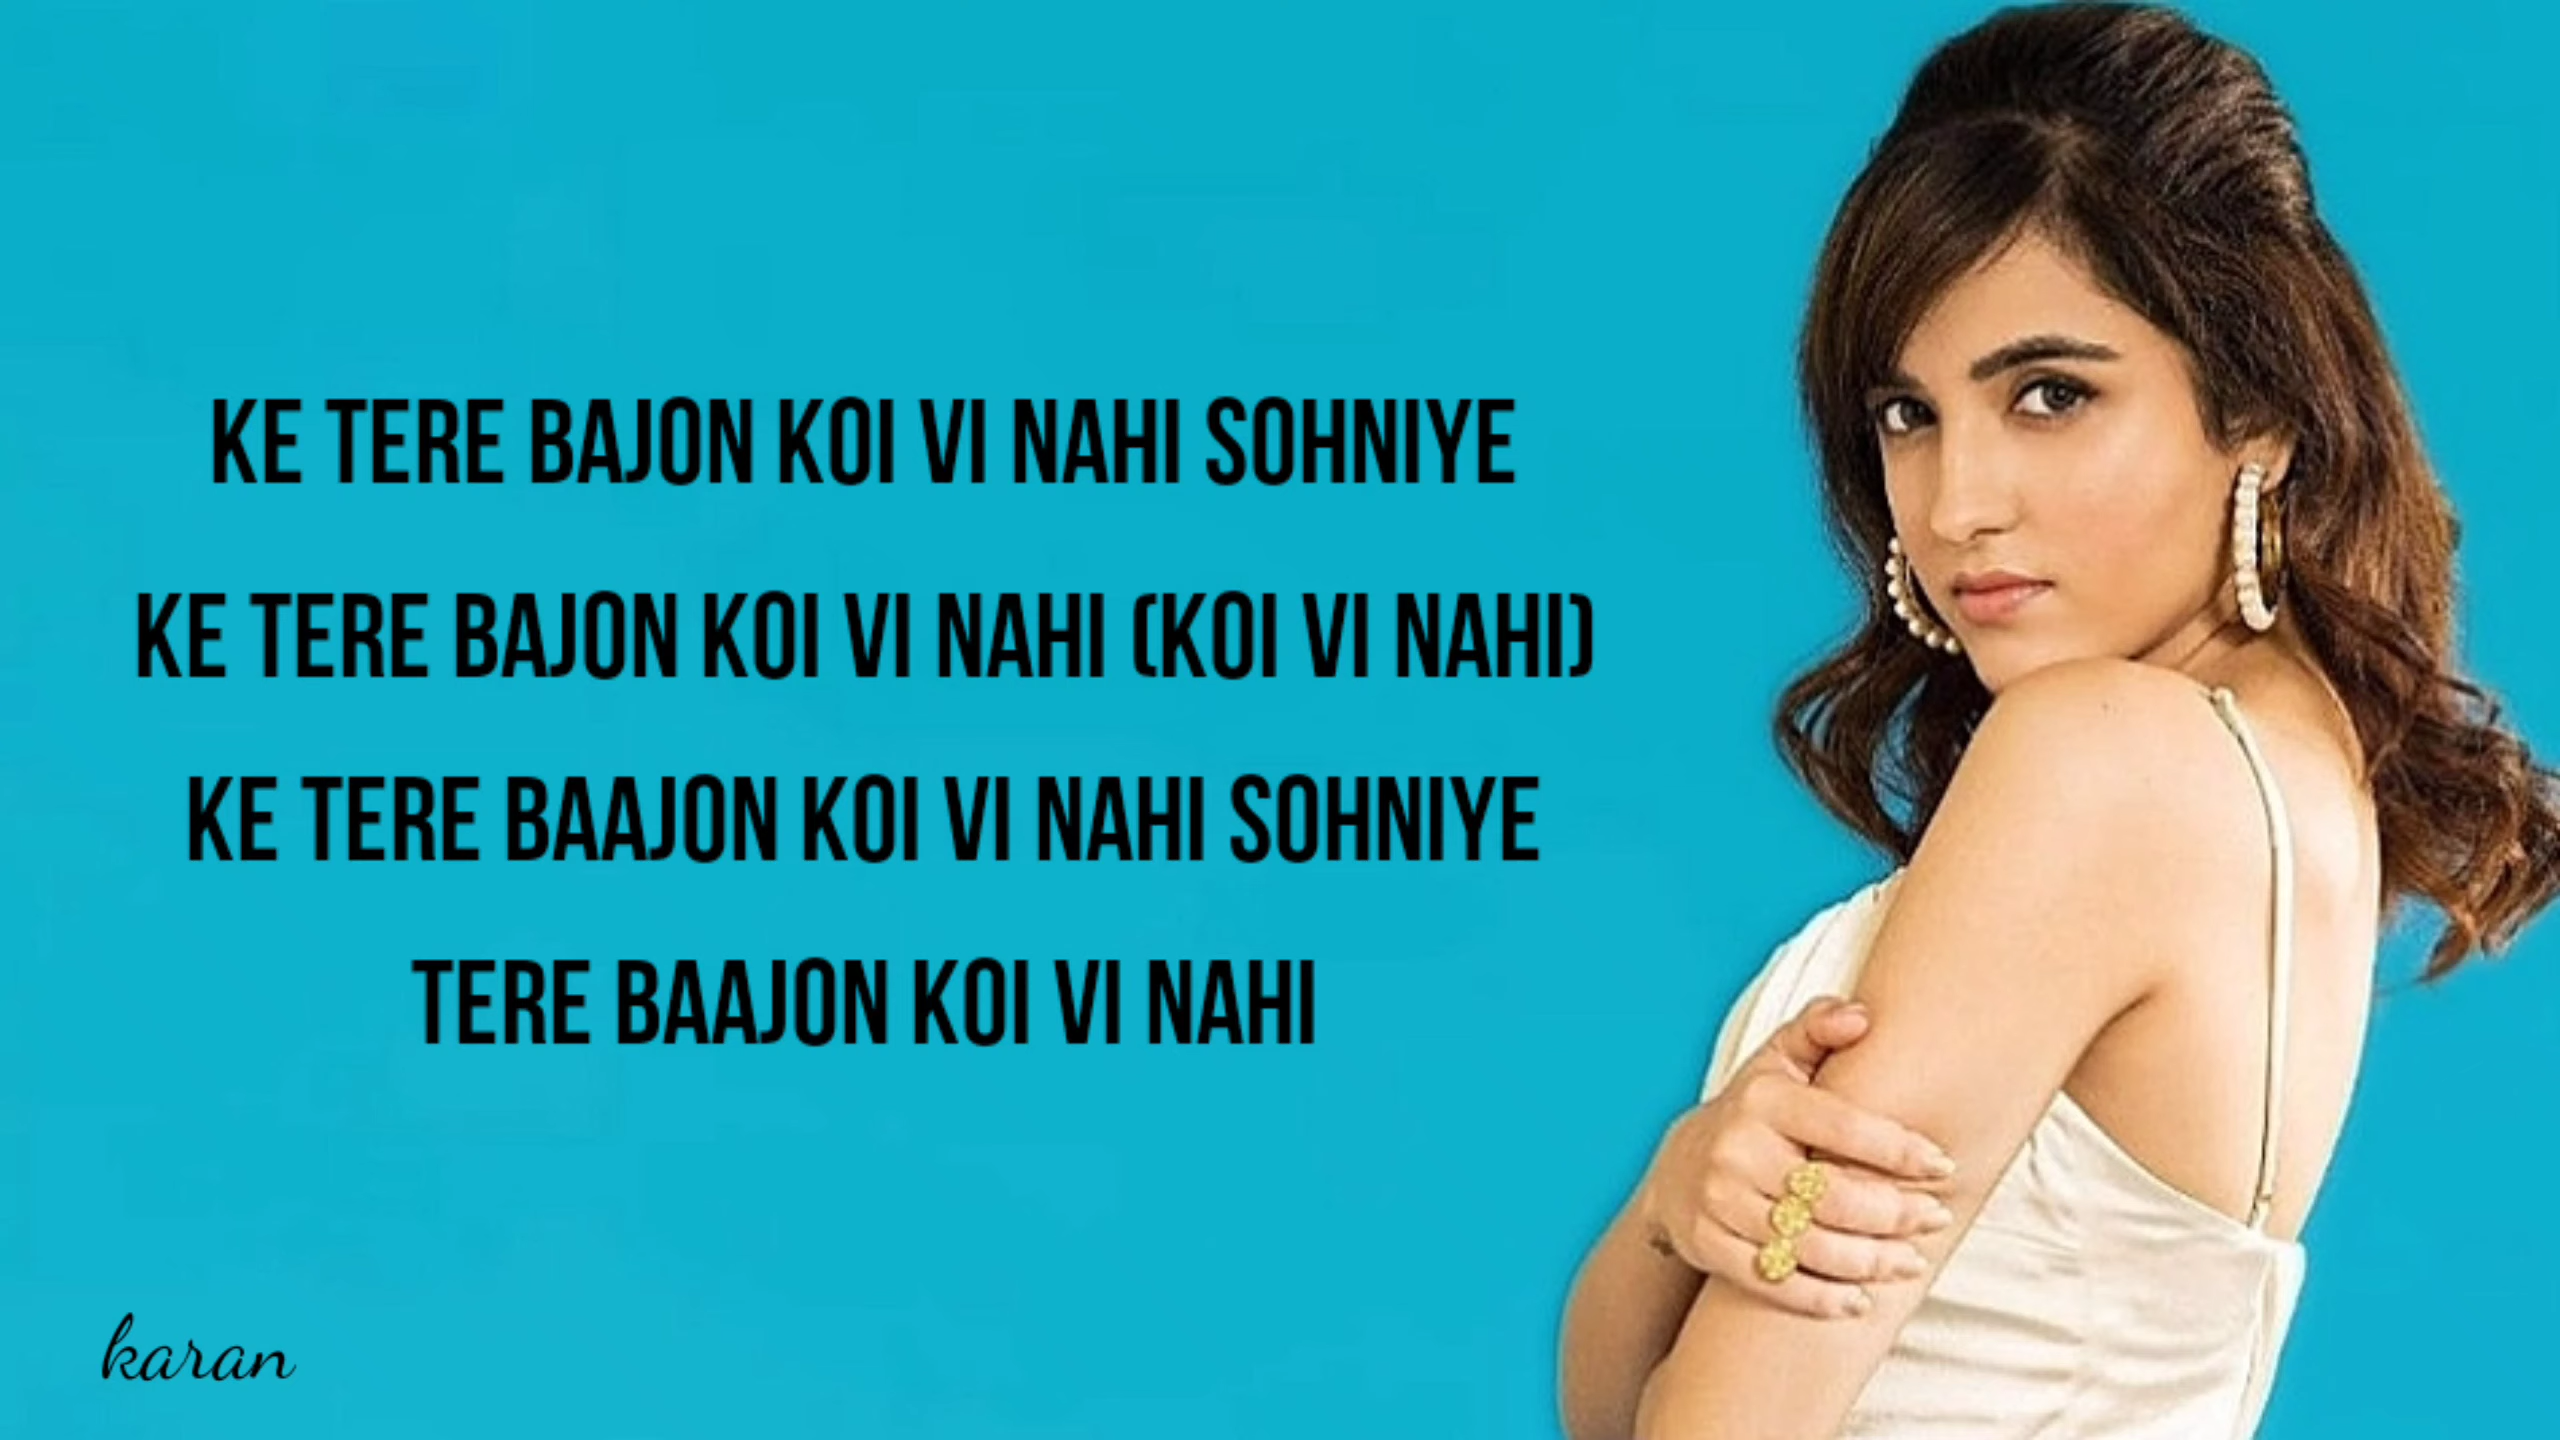 KE TERE BAJON KOI VI NAHI SOHNIYE
KE TERE BAJON KOI VI NAHI (KOI VI NAHI)
KE TERE BAAJON KOI VI NAHI SOHNIYE
TERE BAAJON KOI VI NAHI
karan